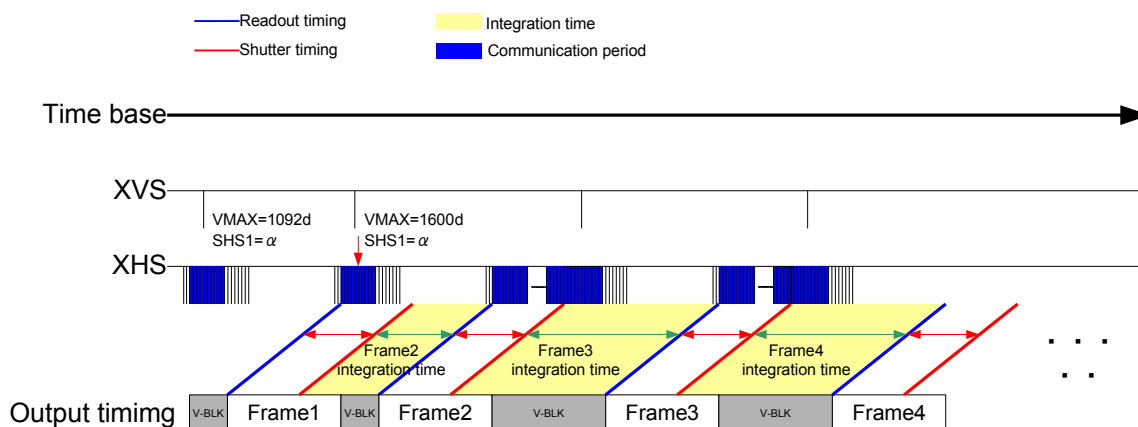 Readout timing
Integration time
Shutter timing
Communication period
Time base
XVS
VMAX=1092d
VMAX=1600d
SHS1=α
SHS1=α
XHS
Frame2
integration time
Frame3
integration time
Frame4
integration time
Output timimg
V-BLK
Frame1
V-BLK
Frame2
V-BLK
Frame3
V-BLK
Frame4